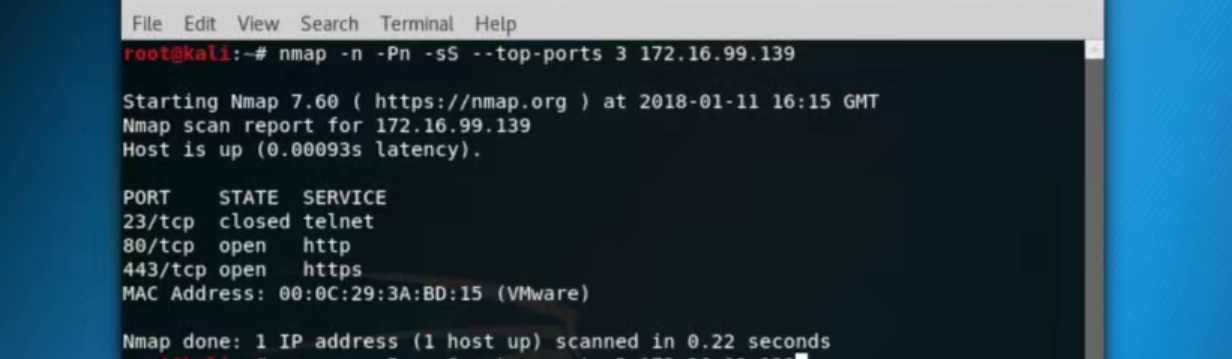 File Edit View Search Terminal Help
root@kali:~# nmap -n -Pn -sS --top-ports 3 172.16.99.139
Starting Nmap 7.60 ( https://nmap.org ) at 2018-01-11 16:15 GMT
Nmap scan report for 172.16.99.139
Host is up (0.00093s latency).
PORT STATE SERVICE
23/tcp closed telnet
80/tcp open http
443/tcp open https
MAC Address: 00:0C:29:3A:BD:15 (VMware)
Nmap done: 1 IP address (1 host up) scanned in 0.22 seconds